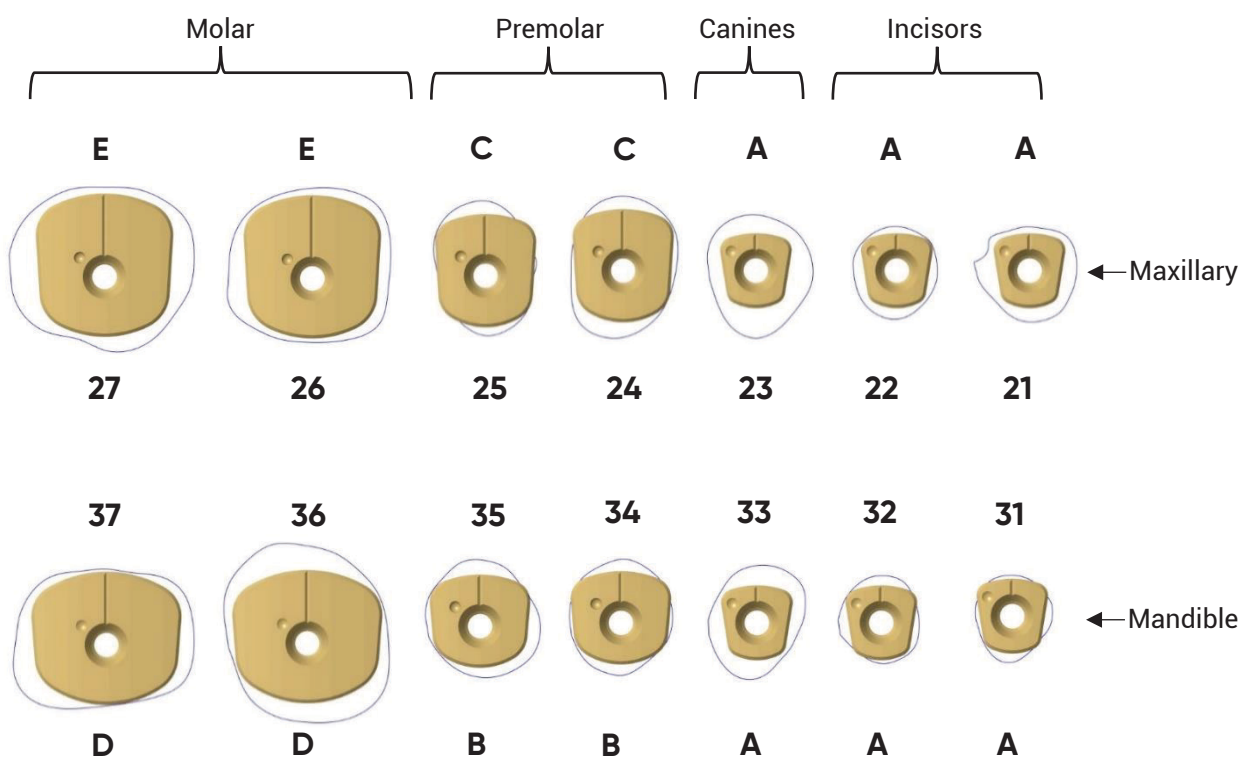 Molar Premolar Canines Incisors
E E C C A A A
Maxillary
27 26 25 24 23 22 21
37 36 35 34 33 32 31
Mandible
D D B B A A A